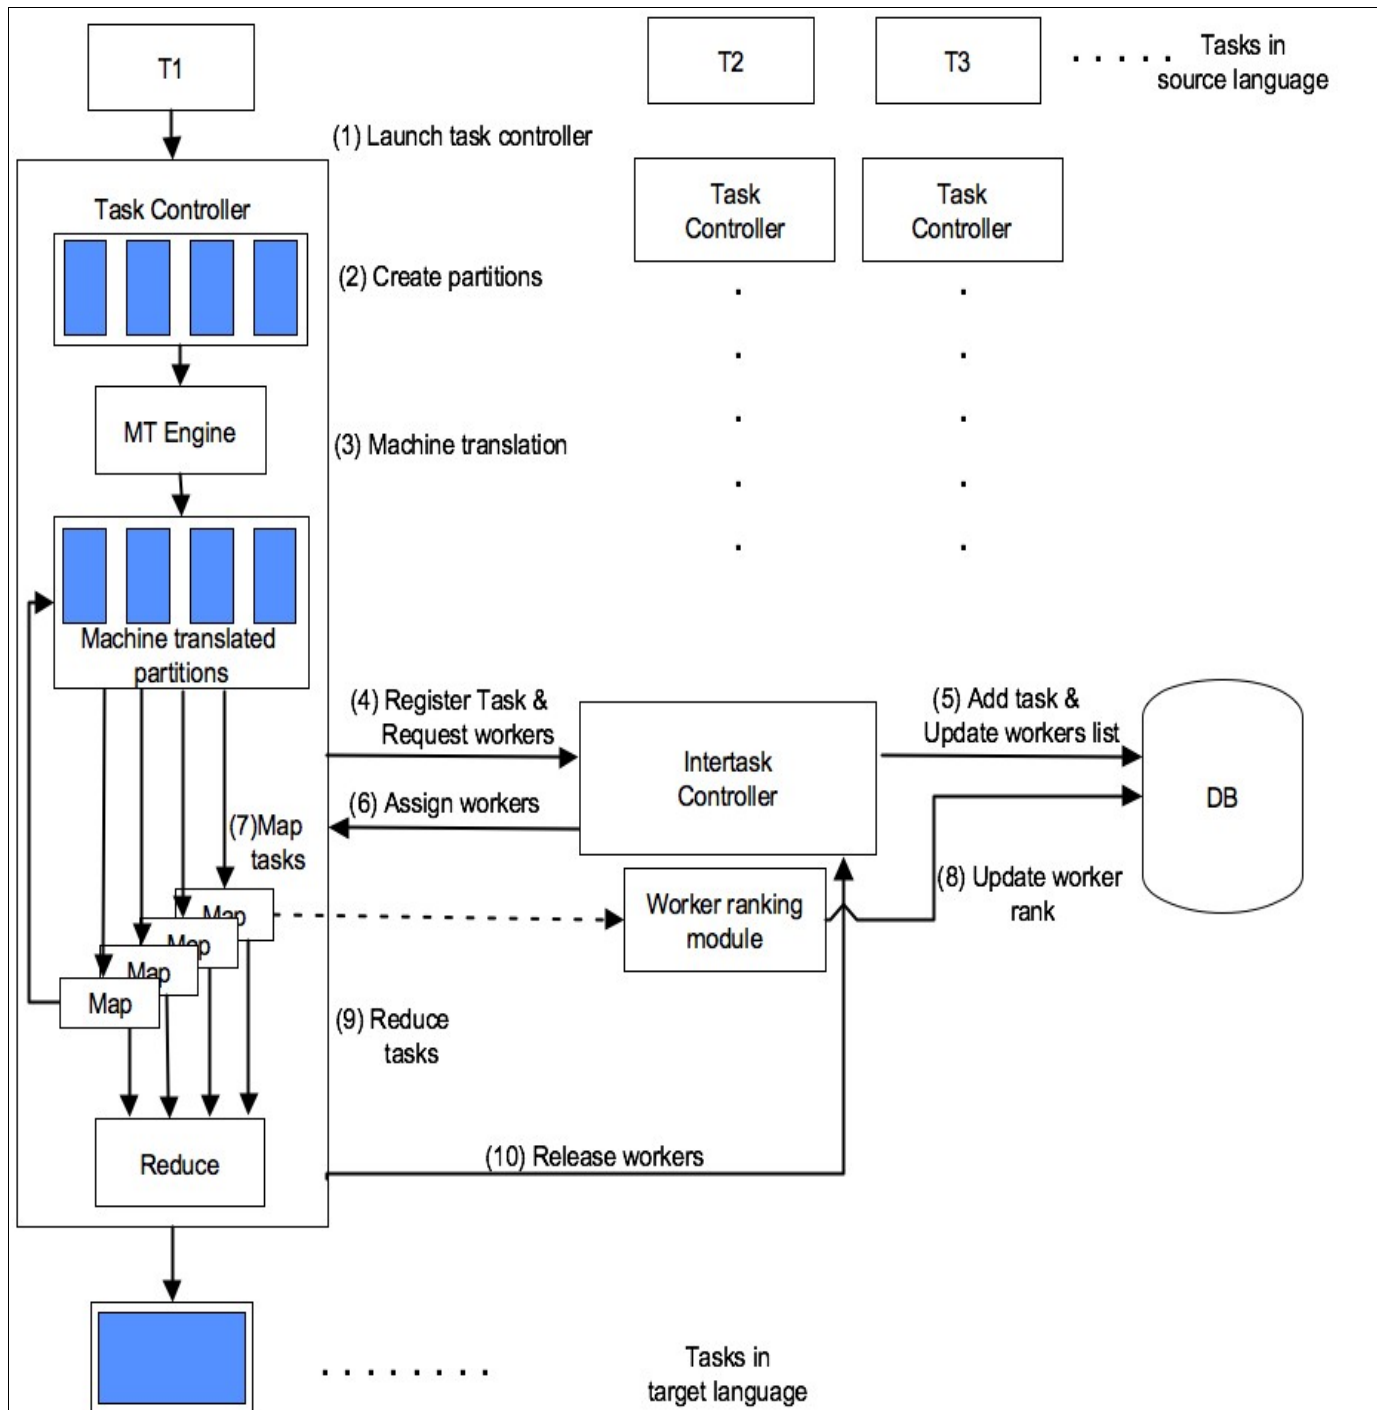 T1
T2
T3
Tasks in
source language
(1) Launch task controller
Task Controller
Task
Controller
Task
Controller
(2) Create partitions
MT Engine
(3) Machine translation
Machine translated
partitions
(4) Register Task &
Request workers
Intertask
Controller
(5) Add task &
Update workers list
DB
(6) Assign workers
(7)Map
tasks
Map
Map
Map
Map
Worker ranking
module
(8) Update worker
rank
(9) Reduce
tasks
Reduce
(10) Release workers
Tasks in
target language